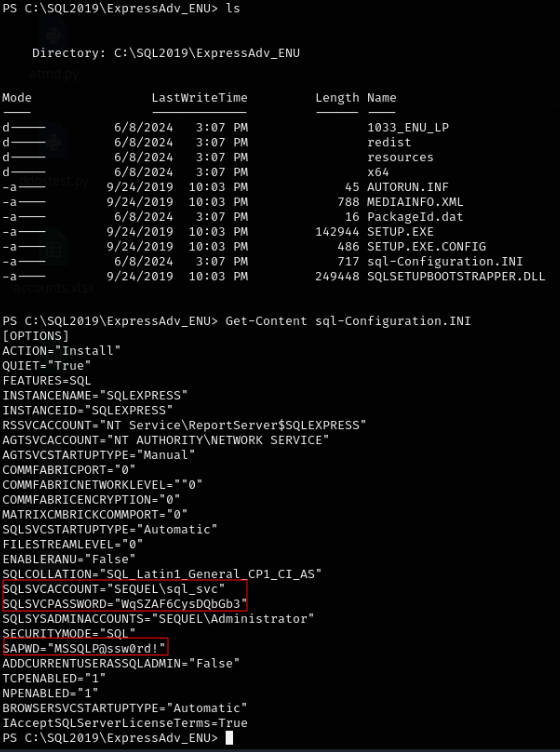 PS C:\SQL2019\ExpressAdv_ENU> ls
Directory: C:\SQL2019\ExpressAdv_ENU
Mode LastWriteTime Length Name
---- ------------- ------ ----
d----- 6/8/2024 3:07 PM 1033_ENU_LP
d----- 6/8/2024 3:07 PM redist
d----- 6/8/2024 3:07 PM resources
d----- 6/8/2024 3:07 PM x64
-a---- 9/24/2019 10:03 PM 45 AUTORUN.INF
-a---- 9/24/2019 10:03 PM 788 MEDIAINFO.XML
-a---- 6/8/2024 3:07 PM 16 PackageId.dat
-a---- 9/24/2019 10:03 PM 142944 SETUP.EXE
-a---- 9/24/2019 10:03 PM 486 SETUP.EXE.CONFIG
-a---- 6/8/2024 3:07 PM 717 sql-Configuration.INI
-a---- 9/24/2019 10:03 PM 249448 SQLSETUPBOOTSTRAPPER.DLL
accounts.xlsx
PS C:\SQL2019\ExpressAdv_ENU> Get-Content sql-Configuration.INI
[OPTIONS]
ACTION="Install"
QUIET="True"
FEATURES=SQL
INSTANCENAME="SQLEXPRESS"
INSTANCEID="SQLEXPRESS"
RSSVCACCOUNT="NT Service\ReportServer$SQLEXPRESS"
AGTSVCACCOUNT="NT AUTHORITY\NETWORK SERVICE"
AGTSVCSTARTUPTYPE="Manual"
COMMFABRICPORT="0"
COMMFABRICNETWORKLEVEL=""0"
COMMFABRICENCRYPTION="0"
MATRIXCMBRICKCOMMPORT="0"
SQLSVCSTARTUPTYPE="Automatic"
FILESTREAMLEVEL="0"
ENABLERANU="False"
SQLCOLLATION="SQL_Latin1_General_CP1_CI_AS"
SQLSVCACCOUNT="SEQUEL\sql_svc"
SQLSVCPASSWORD="WqSZAF6CysDQbGb3"
SQLSYSADMINACCOUNTS="SEQUEL\Administrator"
SECURITYMODE="SQL"
SAPWD="MSSQLP@ssw0rd!"
ADDCURRENTUSERASSQLADMIN="False"
TCPENABLED="1"
NPENABLED="1"
BROWSERSVCSTARTUPTYPE="Automatic"
IAcceptSQLServerLicenseTerms=True
PS C:\SQL2019\ExpressAdv_ENU>